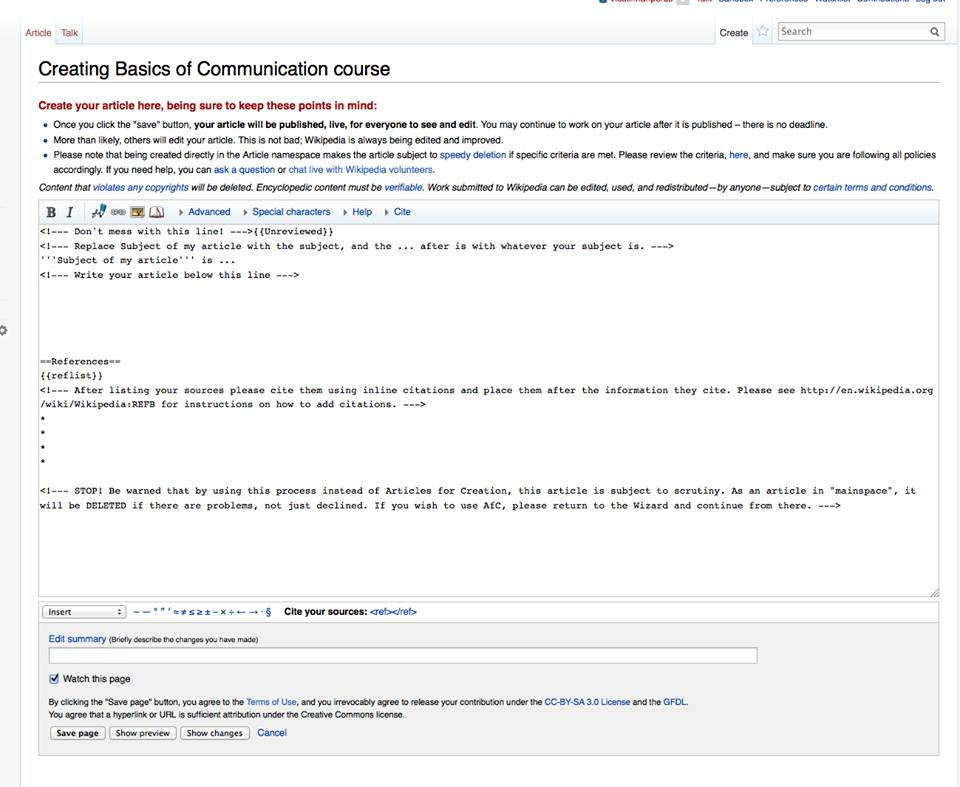 Talk Sandbox Preferences Watchlist Contributions Log out
Article Talk
Create Search
Creating Basics of Communication course
Create your article here, being sure to keep these points in mind:
Once you click the "save" button, your article will be published, live, for everyone to see and edit. You may continue to work on your article after it is published – there is no deadline.
More than likely, others will edit your article. This is not bad; Wikipedia is always being edited and improved.
Please note that being created directly in the Article namespace makes the article subject to speedy deletion if specific criteria are met. Please review the criteria, here, and make sure you are following all policies
accordingly. If you need help, you can ask a question or chat live with Wikipedia volunteers.
Content that violates any copyrights will be deleted. Encyclopedic content must be verifiable. Work submitted to Wikipedia can be edited, used, and redistributed—by anyone—subject to certain terms and conditions.
B I Advanced Special characters Help Cite
<!--- Don't mess with this line! --->{{Unreviewed}}
<!--- Replace Subject of my article with the subject, and the ... after is with whatever your subject is. --->
'''Subject of my article''' is ...
<!--- Write your article below this line --->
==References==
{{reflist}}
<!--- After listing your sources please cite them using inline citations and place them after the information they cite. Please see http://en.wikipedia.org
/wiki/Wikipedia:REFB for instructions on how to add citations. --->
*
*
*
*
<!--- STOP! Be warned that by using this process instead of Articles for Creation, this article is subject to scrutiny. As an article in "mainspace", it
will be DELETED if there are problems, not just declined. If you wish to use AfC, please return to the Wizard and continue from there. --->
Insert – — ° ″ ′ ≈ ≠ ≤ ≥ ± − × ÷ ← → · § Cite your sources: <ref></ref>
Edit summary (Briefly describe the changes you have made)
Watch this page
By clicking the "Save page" button, you agree to the Terms of Use, and you irrevocably agree to release your contribution under the CC-BY-SA 3.0 License and the GFDL.
You agree that a hyperlink or URL is sufficient attribution under the Creative Commons license.
Save page Show preview Show changes Cancel